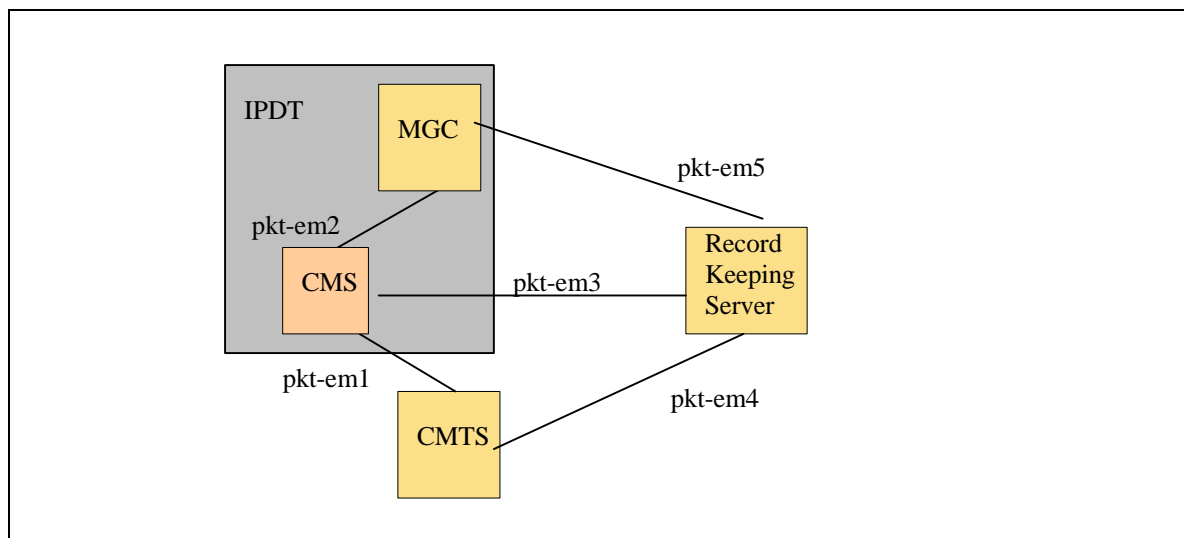 IPDT
MGC
pkt-em5
pkt-em2
Record
Keeping
Server
CMS
pkt-em3
pkt-em1
pkt-em4
CMTS